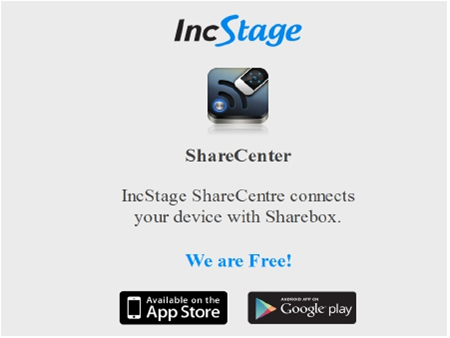 IncStage
ShareCenter
IncStage ShareCentre connects
your device with Sharebox.
We are Free!
Available on the
App Store
ANDROID APP ON
Google play